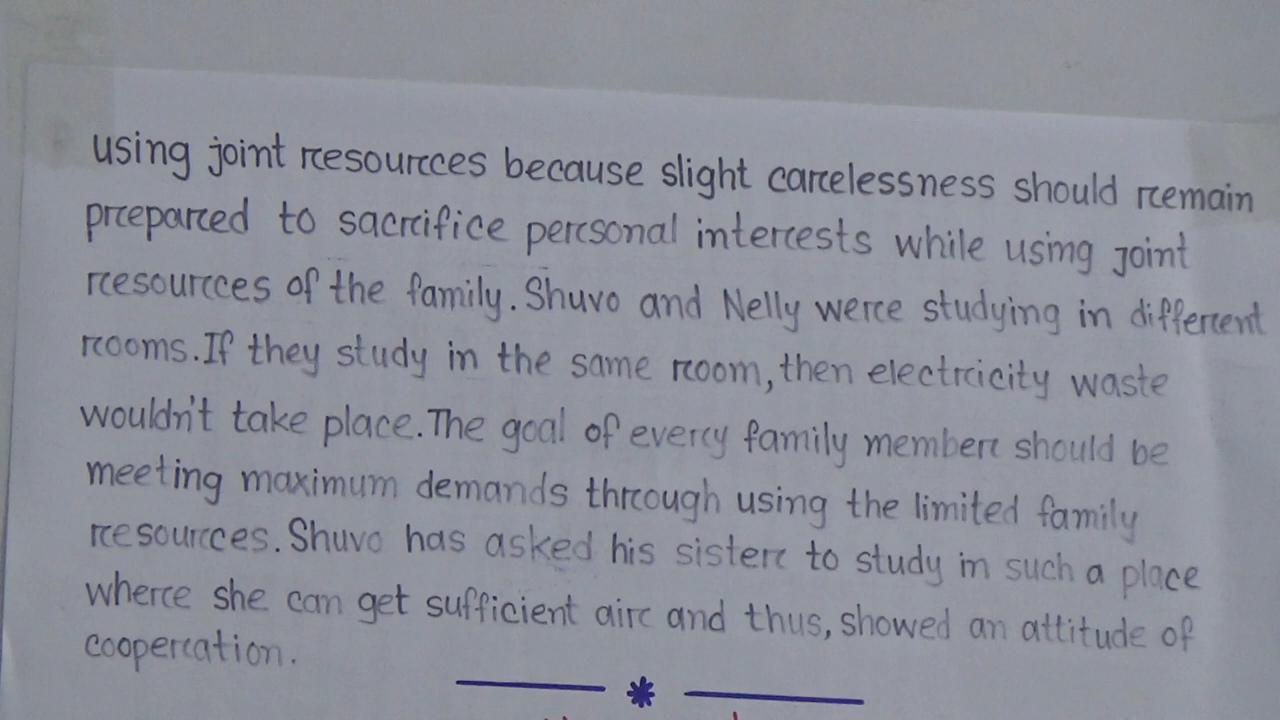 using joint resources because slight carelessness should remain
prepared to sacrifice personal interests while using joint
resources of the family. Shuvo and Nelly were studying in different
rooms. If they study in the same room, then electricity waste
wouldn't take place. The goal of every family member should be
meeting maximum demands through using the limited family
resources. Shuvo has asked his sister to study in such a place
where she can get sufficient air and thus, showed an attitude of
cooperation.